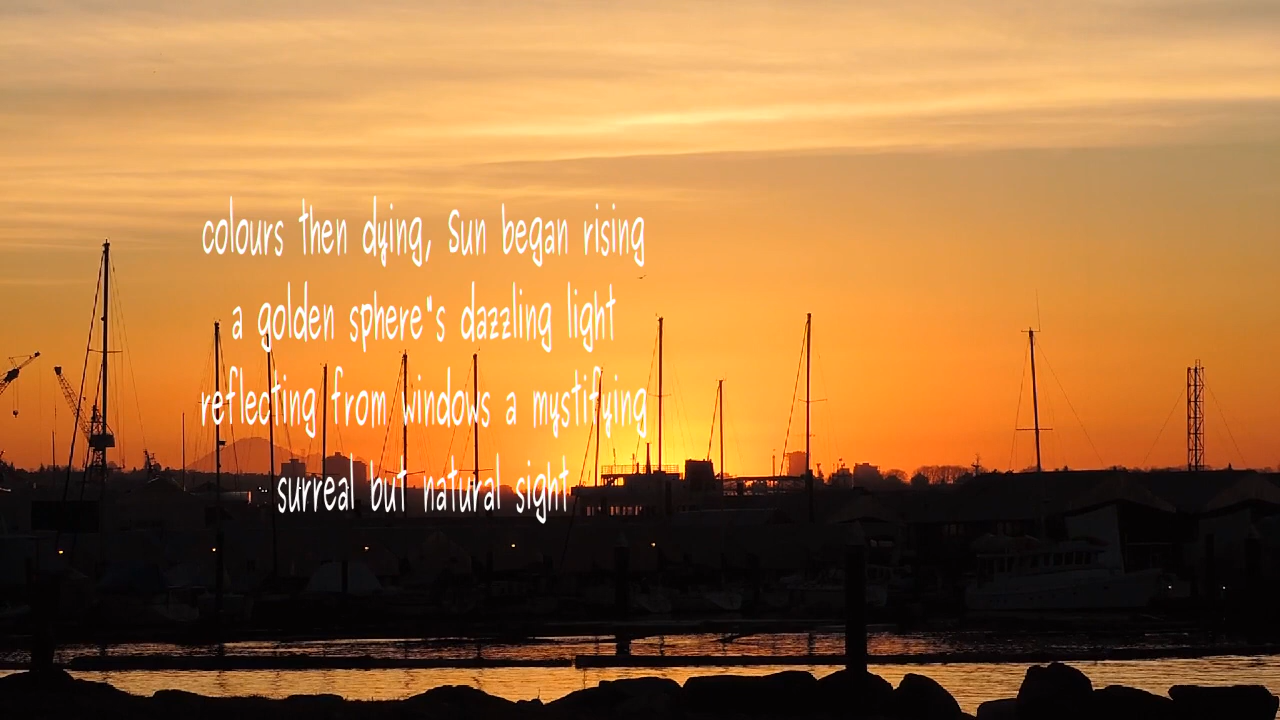 colours then dying, Sun began rising
a golden sphere"s dazzling light
reflecting from windows a mystifying
surreal but natural sight